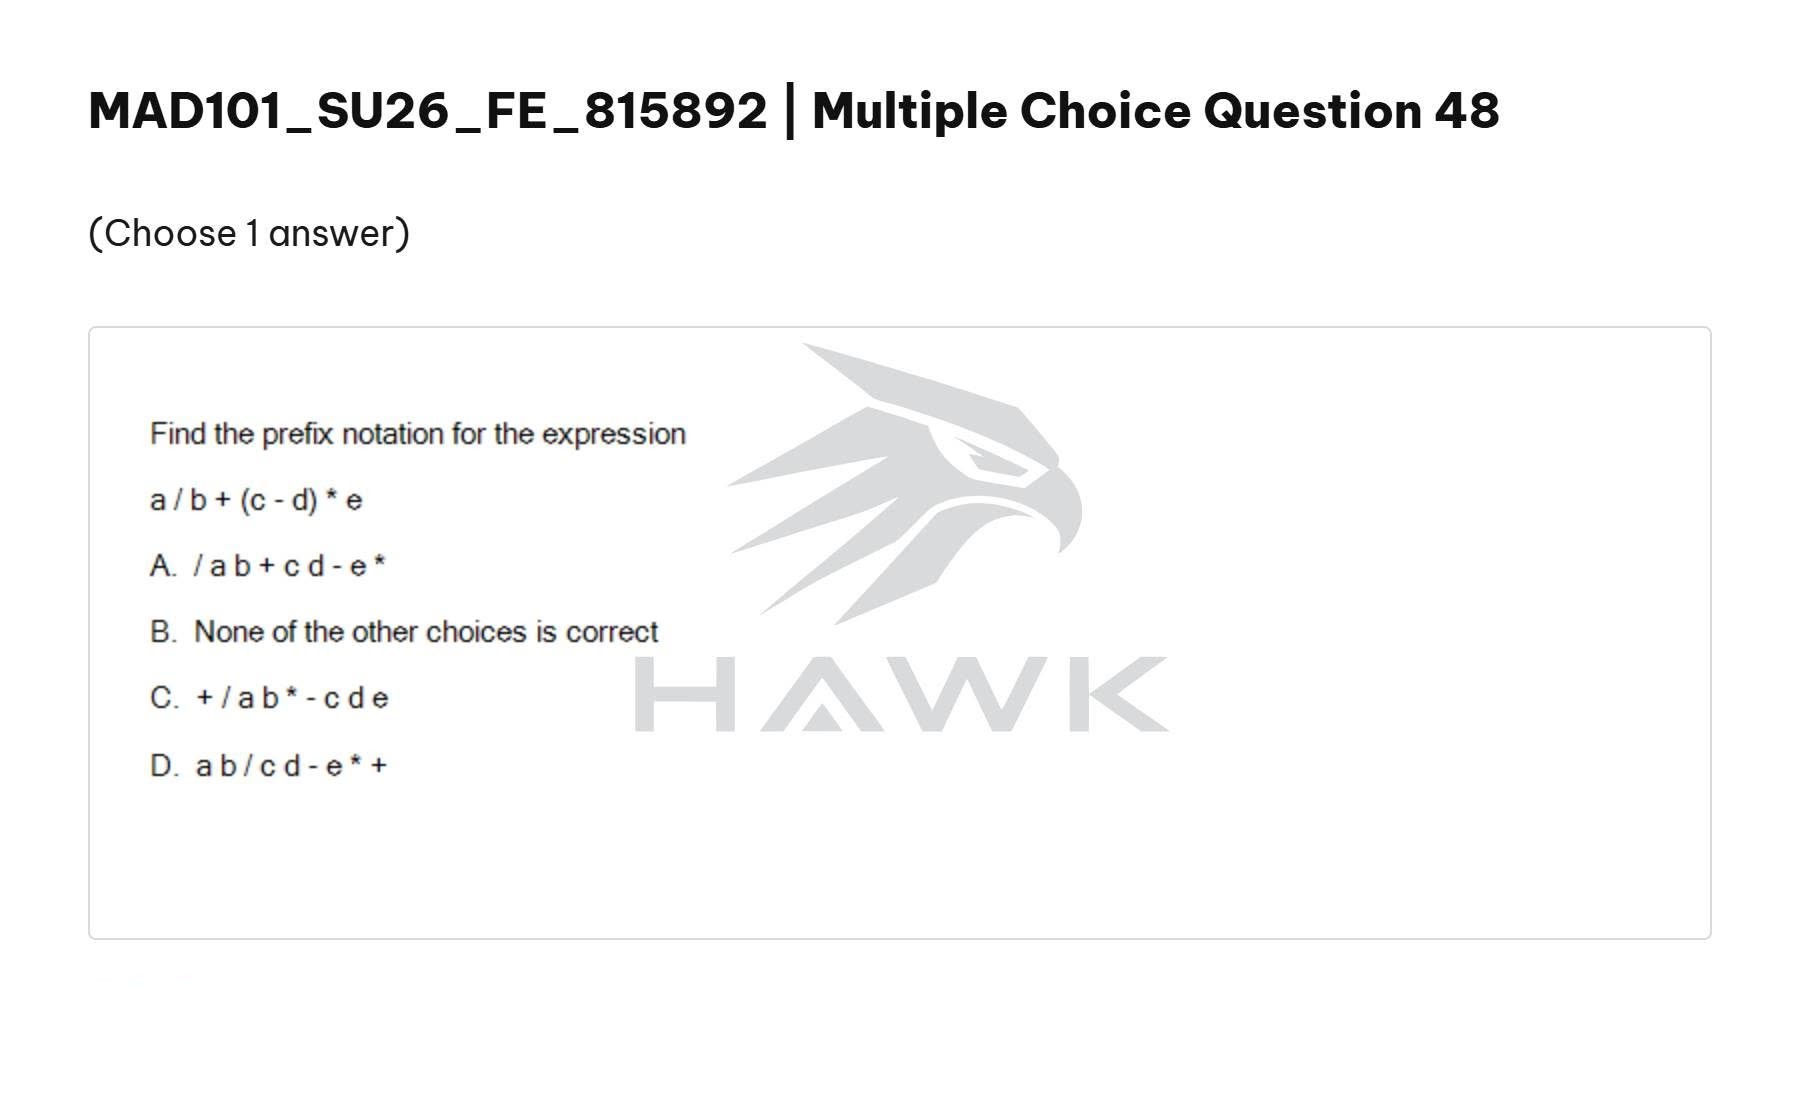 MAD101_SU26_FE_815892 | Multiple Choice Question 48
(Choose 1 answer)
Find the prefix notation for the expression
a / b + (c - d) * e
A. / a b + c d - e *
B. None of the other choices is correct
C. + / a b * - c d e
D. a b / c d - e * +
HAWK